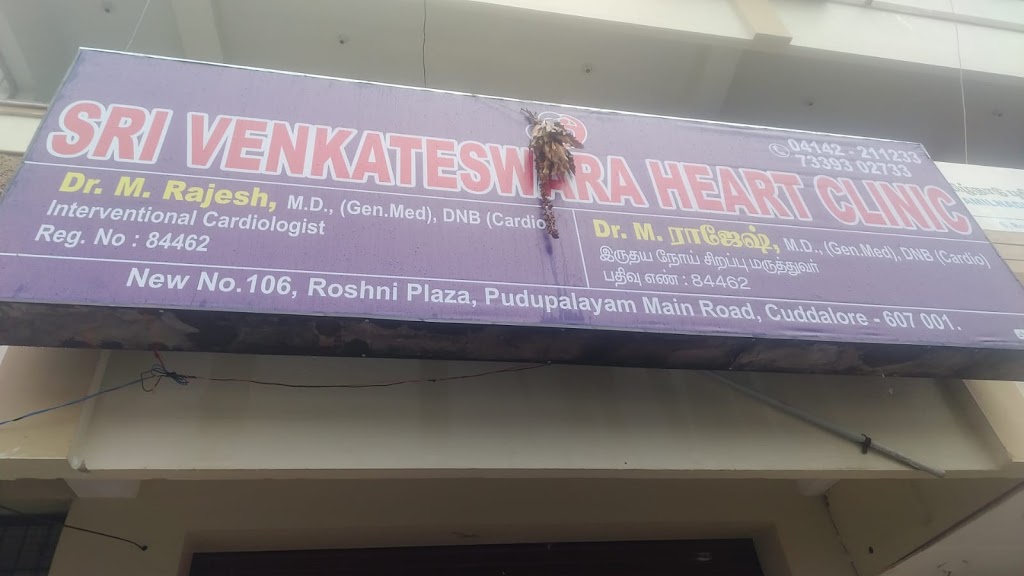 SRI VENKATESWARA HEART CLINIC
04142 - 211233
73393 02733
Dr. M. Rajesh, M.D., (Gen.Med), DNB (Cardio)
Interventional Cardiologist
Reg. No : 84462
Dr. M. ராஜேஷ், M.D., (Gen.Med), DNB (Cardio)
இருதய நோய் சிறப்பு மருத்துவர்
பதிவு எண் : 84462
New No.106, Roshni Plaza, Pudupalayam Main Road, Cuddalore - 607 001.